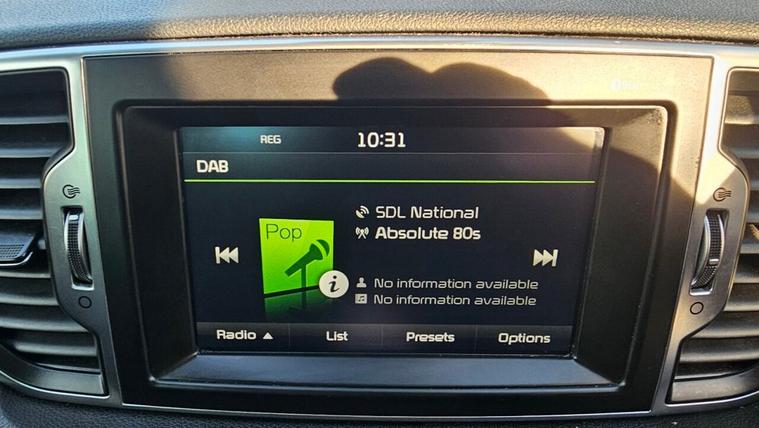 REG 10:31
DAB
Pop
SDL National
Absolute 80s
i
No information available
No information available
Radio ▲ List Presets Options